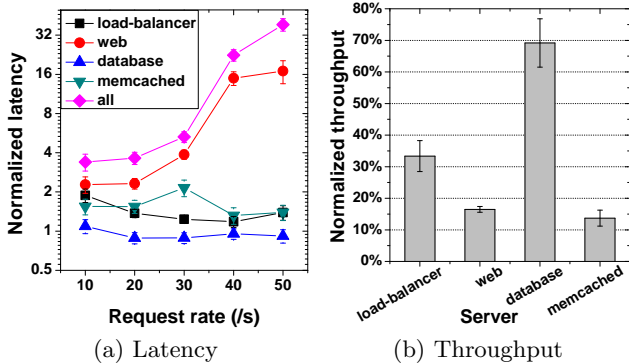 load-balancer
web
database
memcached
all
Normalized latency
32
16
8
4
2
1
0.5
10 20 30 40 50
Request rate (/s)
(a) Latency
Normalized throughput
80%
70%
60%
50%
40%
30%
20%
10%
0%
load-balancer
web
database
memcached
Server
(b) Throughput